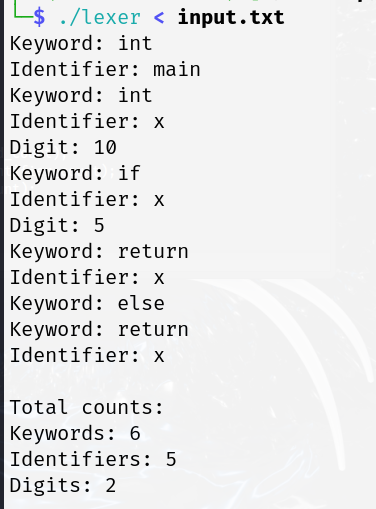 └─$ ./lexer < input.txt
Keyword: int
Identifier: main
Keyword: int
Identifier: x
Digit: 10
Keyword: if
Identifier: x
Digit: 5
Keyword: return
Identifier: x
Keyword: else
Keyword: return
Identifier: x

Total counts:
Keywords: 6
Identifiers: 5
Digits: 2